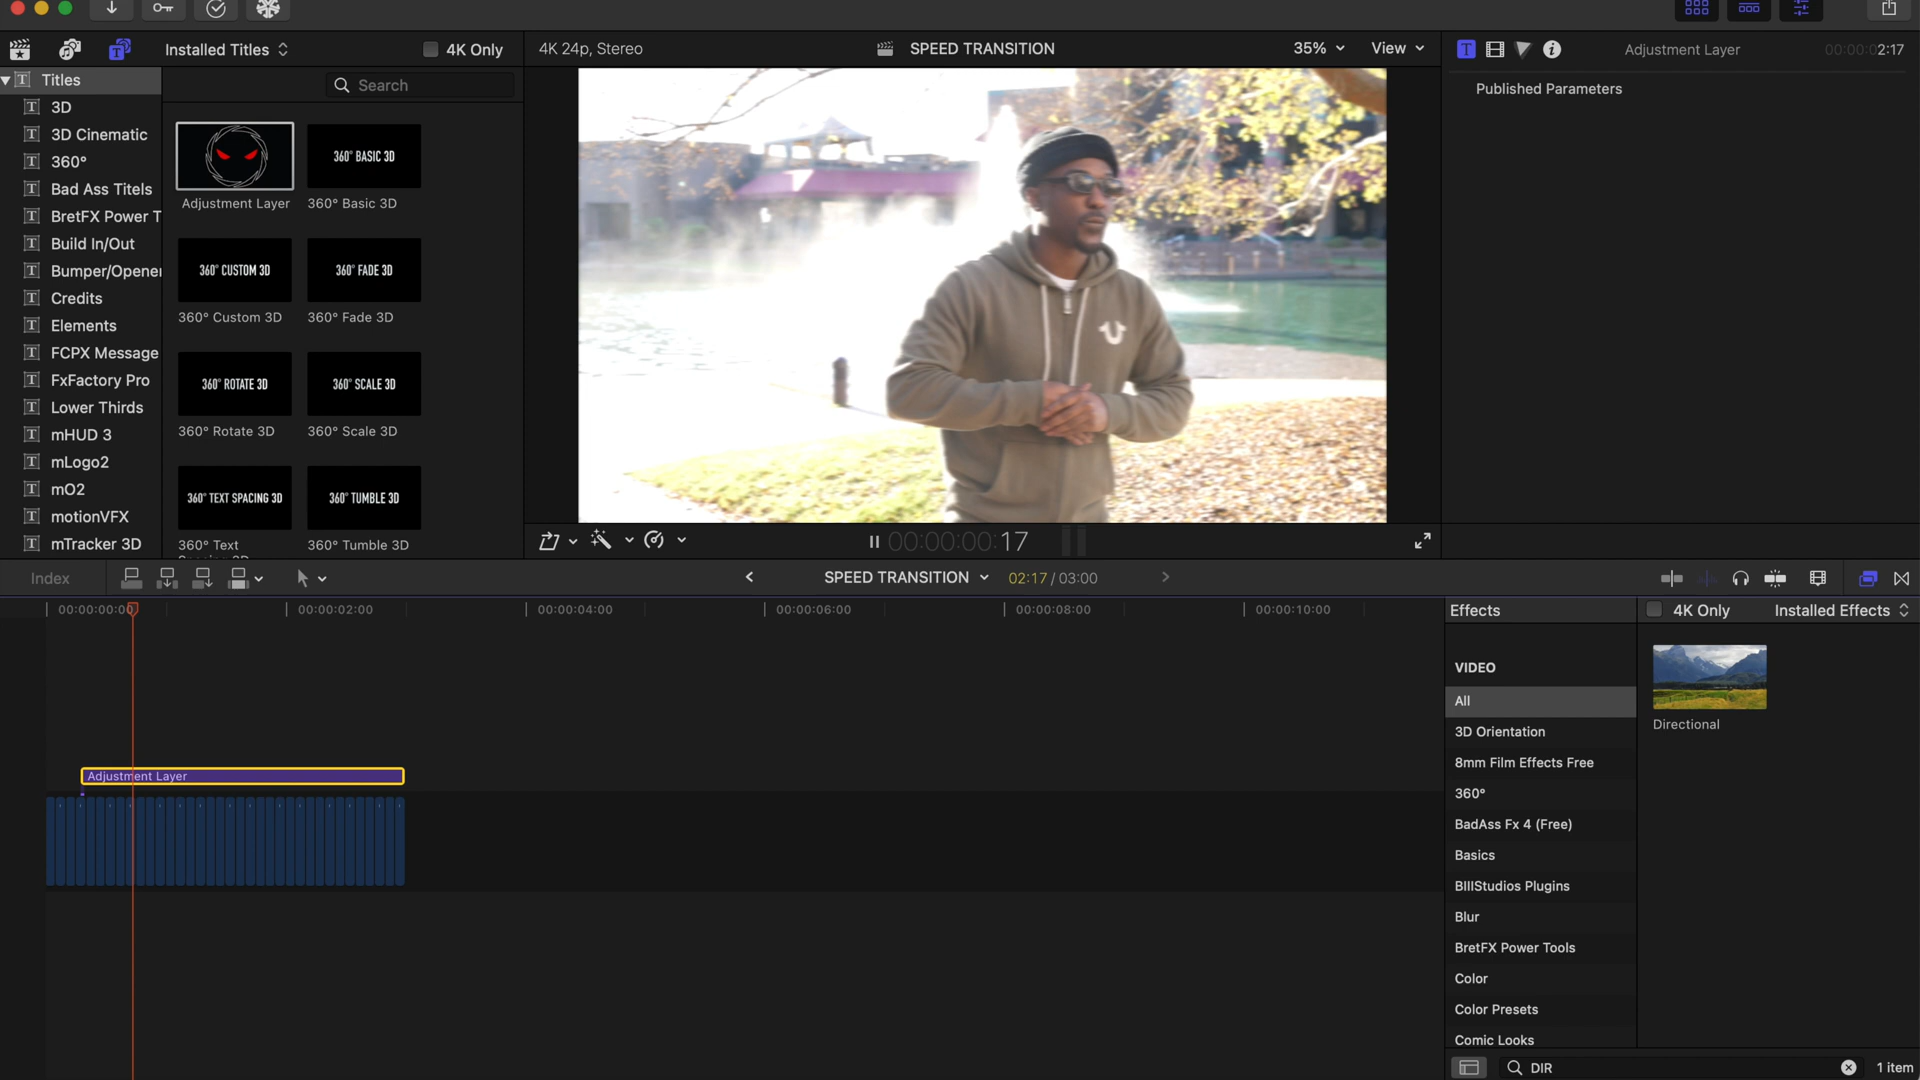 Installed Titles
4K Only
4K 24p, Stereo
SPEED TRANSITION
35%
View
Adjustment Layer
00:00:02:17
Titles
Search
Published Parameters
3D
3D Cinematic
360°
Bad Ass Titels
BretFX Power T
Build In/Out
Bumper/Opener
Credits
Elements
FCPX Message
FxFactory Pro
Lower Thirds
mHUD 3
mLogo2
mO2
motionVFX
mTracker 3D
360° BASIC 3D
Adjustment Layer
360° Basic 3D
360° CUSTOM 3D
360° FADE 3D
360° Custom 3D
360° Fade 3D
360° ROTATE 3D
360° SCALE 3D
360° Rotate 3D
360° Scale 3D
360° TEXT SPACING 3D
360° TUMBLE 3D
360° Text
Spacing 3D
360° Tumble 3D
00:00:00:17
Index
SPEED TRANSITION
02:17 / 03:00
00:00:00:00
00:00:02:00
00:00:04:00
00:00:06:00
00:00:08:00
00:00:10:00
Adjustment Layer
Effects
4K Only
Installed Effects
VIDEO
All
3D Orientation
8mm Film Effects Free
360°
BadAss Fx 4 (Free)
Basics
BIIIStudios Plugins
Blur
BretFX Power Tools
Color
Color Presets
Comic Looks
Directional
DIR
1 item